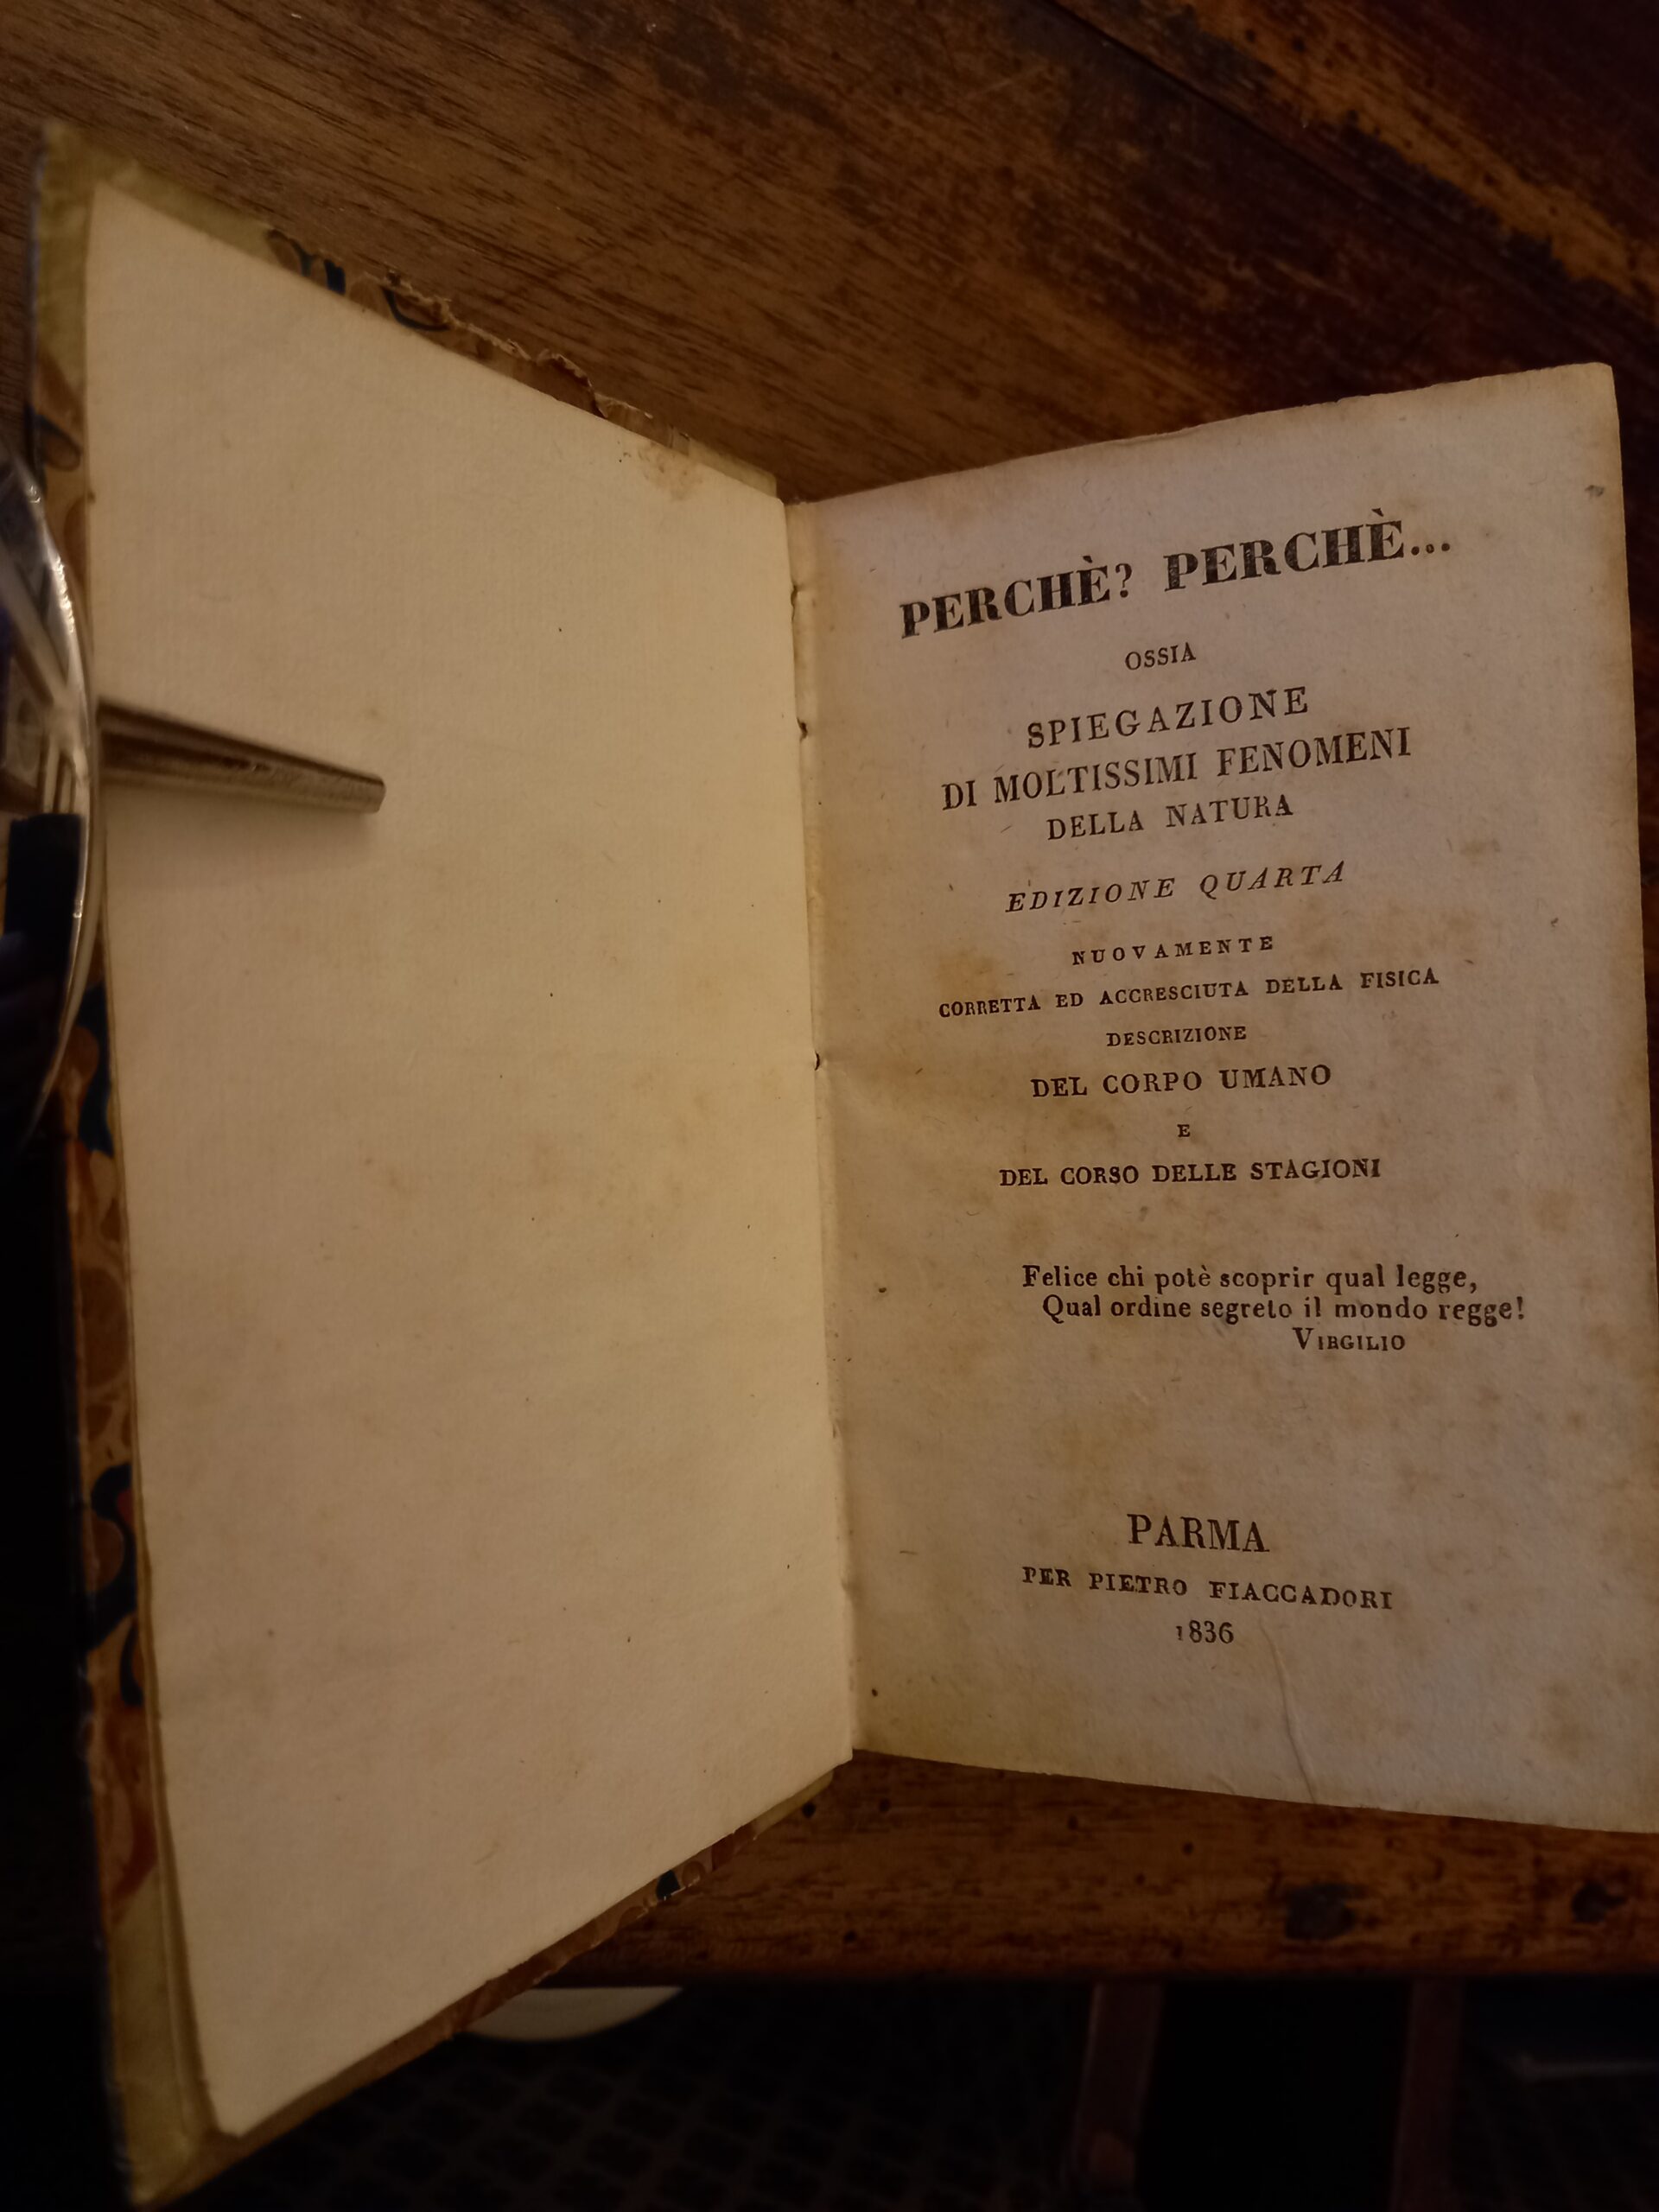 PERCHÈ? PERCHÈ...
OSSIA
SPIEGAZIONE
DI MOLTISSIMI FENOMENI
DELLA NATURA
EDIZIONE QUARTA
NUOVAMENTE
CORRETTA ED ACCRESCIUTA DELLA FISICA
DESCRIZIONE
DEL CORPO UMANO
E
DEL CORSO DELLE STAGIONI
Felice chi potè scoprir qual legge,
Qual ordine segreto il mondo regge!
VIRGILIO
PARMA
PER PIETRO FIACCADORI
1836